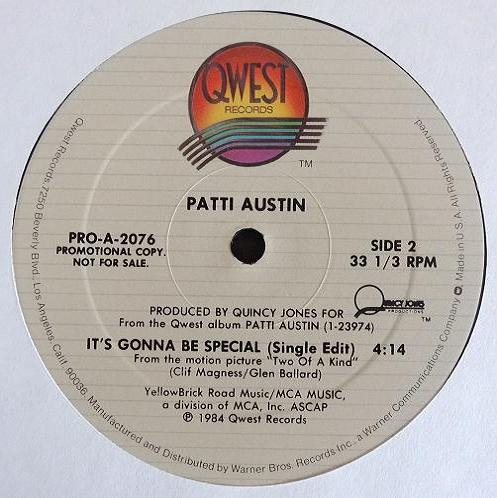 QWEST
RECORDS
™
PATTI AUSTIN
PRO-A-2076
PROMOTIONAL COPY.
NOT FOR SALE.
SIDE 2
33 1/3 RPM
PRODUCED BY QUINCY JONES FOR
QUINCY JONES
PRODUCTIONS
™
From the Qwest album PATTI AUSTIN (1-23974)
IT'S GONNA BE SPECIAL (Single Edit) 4:14
From the motion picture "Two Of A Kind"
(Clif Magness/Glen Ballard)
YellowBrick Road Music/MCA MUSIC,
a division of MCA, Inc. ASCAP
℗ 1984 Qwest Records
Qwest Records, 7250 Beverly Blvd., Los Angeles, Calif. 90036, Manufactured and Distributed by Warner Bros. Records Inc., a Warner Communications Company Made in U.S.A. All Rights Reserved